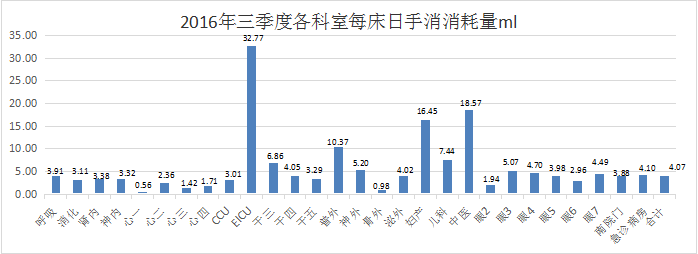 2016年三季度各科室每床日手消消耗量ml
35.00
30.00
25.00
20.00
15.00
10.00
5.00
0.00
3.91
3.11
3.38
3.32
0.56
2.36
1.42
1.71
3.01
32.77
6.86
4.05
3.29
10.37
5.20
0.98
4.02
16.45
7.44
18.57
1.94
5.07
4.70
3.98
2.96
4.49
3.88
4.10
4.07
呼吸
消化
肾内
神内
心一
心二
心三
心四
CCU
EICU
干三
干四
干五
普外
神外
骨外
泌外
妇产
儿科
中医
眼2
眼3
眼4
眼5
眼6
眼7
南院门
急诊病房
合计